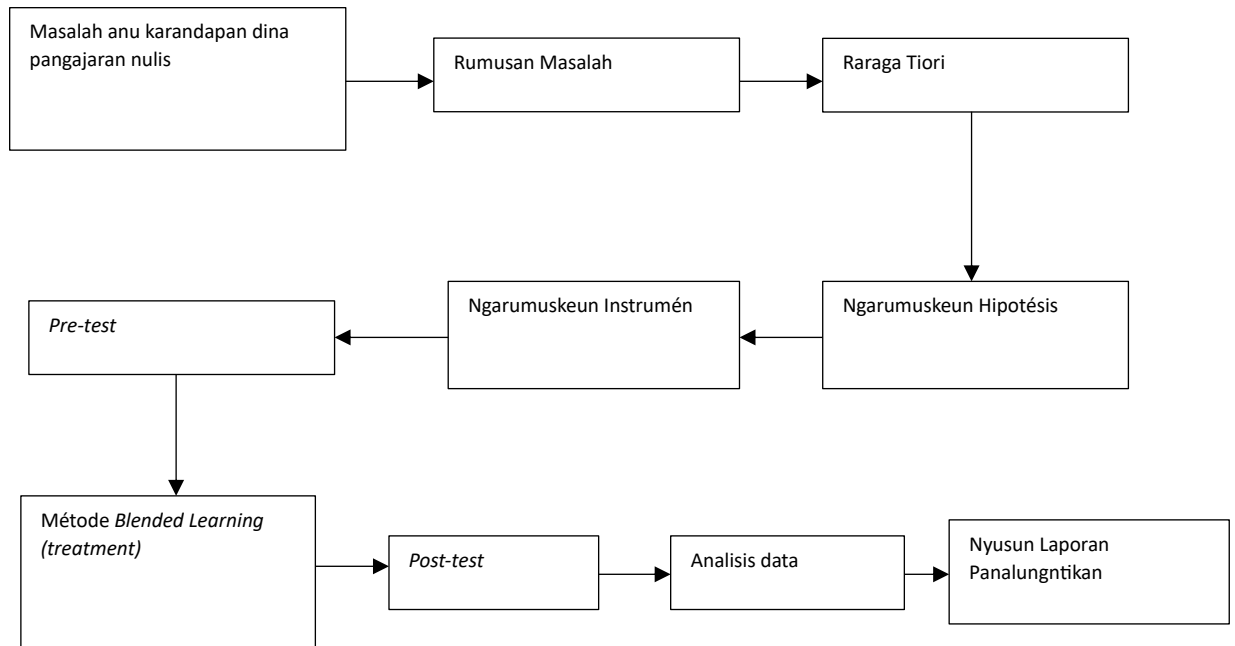 Masalah anu karandapan dina
pangajaran nulis
Rumusan Masalah
Raraga Tiori
Ngarumuskeun Hipotésis
Ngarumuskeun Instrumén
Pre-test
Métode Blended Learning
(treatment)
Post-test
Analisis data
Nyusun Laporan
Panalungntikan